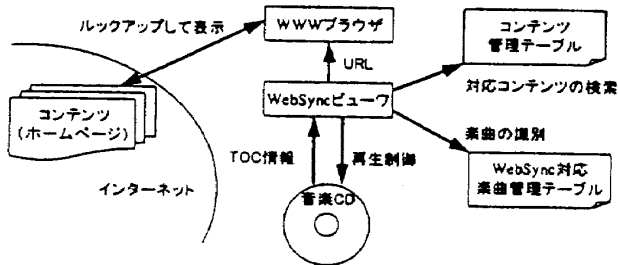 ルックアップして表示
WWWブラウザ
コンテンツ
管理テーブル
URL
対応コンテンツの検索
コンテンツ
(ホームページ)
WebSyncビューワ
楽曲の識別
TOC情報
再生制御
WebSync対応
楽曲管理テーブル
インターネット
音楽CD